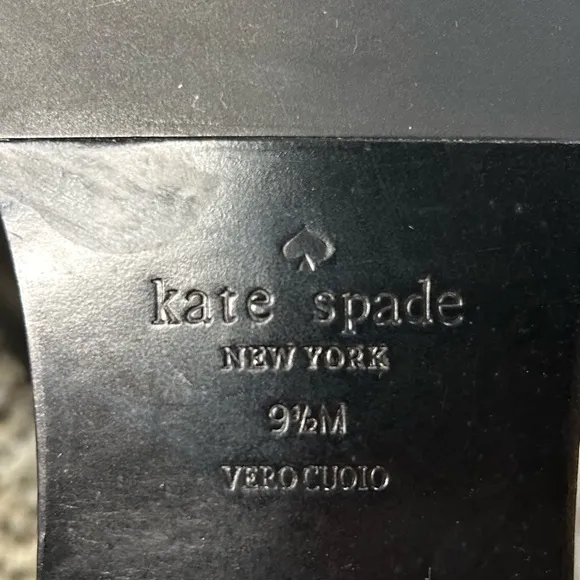 kate spade
NEW YORK
9½M
VERO CUOIO